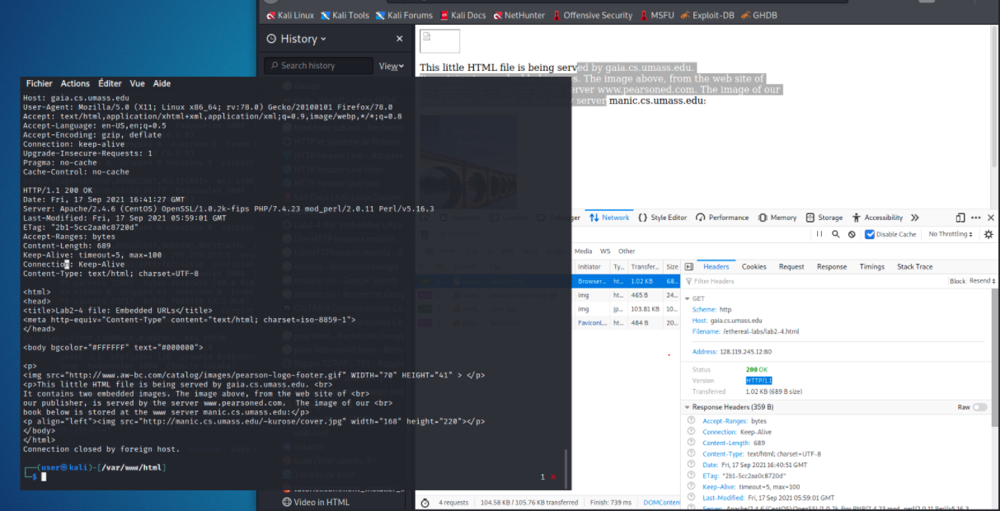 Kali Linux Kali Tools Kali Forums Kali Docs NetHunter Offensive Security MSFU Exploit-DB GHDB
History
Search history View
This little HTML file is being served by gaia.cs.umass.edu.
s. The image above, from the web site of
erver www.pearsoned.com. The image of our
server manic.cs.umass.edu:
Fichier Actions Éditer Vue Aide
Host: gaia.cs.umass.edu
User-Agent: Mozilla/5.0 (X11; Linux x86_64; rv:78.0) Gecko/20100101 Firefox/78.0
Accept: text/html,application/xhtml+xml,application/xml;q=0.9,image/webp,*/*;q=0.8
Accept-Language: en-US,en;q=0.5
Accept-Encoding: gzip, deflate
Connection: keep-alive
Upgrade-Insecure-Requests: 1
Pragma: no-cache
Cache-Control: no-cache
HTTP/1.1 200 OK
Date: Fri, 17 Sep 2021 16:41:27 GMT
Server: Apache/2.4.6 (CentOS) OpenSSL/1.0.2k-fips PHP/7.4.23 mod_perl/2.0.11 Perl/v5.16.3
Last-Modified: Fri, 17 Sep 2021 05:59:01 GMT
ETag: "2b1-5cc2aa0c8720d"
Accept-Ranges: bytes
Content-Length: 689
Keep-Alive: timeout=5, max=100
Connection: Keep-Alive
Content-Type: text/html; charset=UTF-8
<html>
<head>
<title>Lab2-4 file: Embedded URLs</title>
<meta http-equiv="Content-Type" content="text/html; charset=iso-8859-1">
</head>
<body bgcolor="#FFFFFF" text="#000000">
<p>
<img src="http://www.aw-bc.com/catalog/images/pearson-logo-footer.gif" WIDTH="70" HEIGHT="41" > </p>
<p>This little HTML file is being served by gaia.cs.umass.edu. <br>
It contains two embedded images. The image above, from the web site of <br>
our publisher, is served by the server www.pearsoned.com. The image of our <br>
book below is stored at the www server manic.cs.umass.edu:</p>
<p align="left"><img src="http://manic.cs.umass.edu/~kurose/cover.jpg" width="168" height="220"></p>
</body>
</html>
Connection closed by foreign host.
(user㉿kali)-[/var/www/html]
$
1 ×
Video in HTML
ger Network Style Editor Performance Memory Storage Accessibility
Disable Cache No Throttling
Media WS Other
Initiator Ty... Transfer... Size
Browser... ht... 1.02 KB 68...
img ht... 465 B 24...
img jp... 103.81 KB 10...
FaviconL... ht... 484 B 20...
4 requests 104.58 KB / 105.76 KB transferred Finish: 739 ms DOMConten
Headers Cookies Request Response Timings Stack Trace
Filter Headers Block Resend
GET
Scheme: http
Host: gaia.cs.umass.edu
Filename: /ethereal-labs/lab2-4.html
Address: 128.119.245.12:80
Status 200 OK
Version HTTP/1.1
Transferred 1.02 KB (689 B size)
Response Headers (359 B) Raw
Accept-Ranges: bytes
Connection: Keep-Alive
Content-Length: 689
Content-Type: text/html; charset=UTF-8
Date: Fri, 17 Sep 2021 16:40:51 GMT
ETag: "2b1-5cc2aa0c8720d"
Keep-Alive: timeout=5, max=100
Last-Modified: Fri, 17 Sep 2021 05:59:01 GMT
Server: Apache/2.4.6 (CentOS) OpenSSL/1.0.2k-fips PHP/7.4.23 mod_perl/2.0.11 Perl/v5.16.3